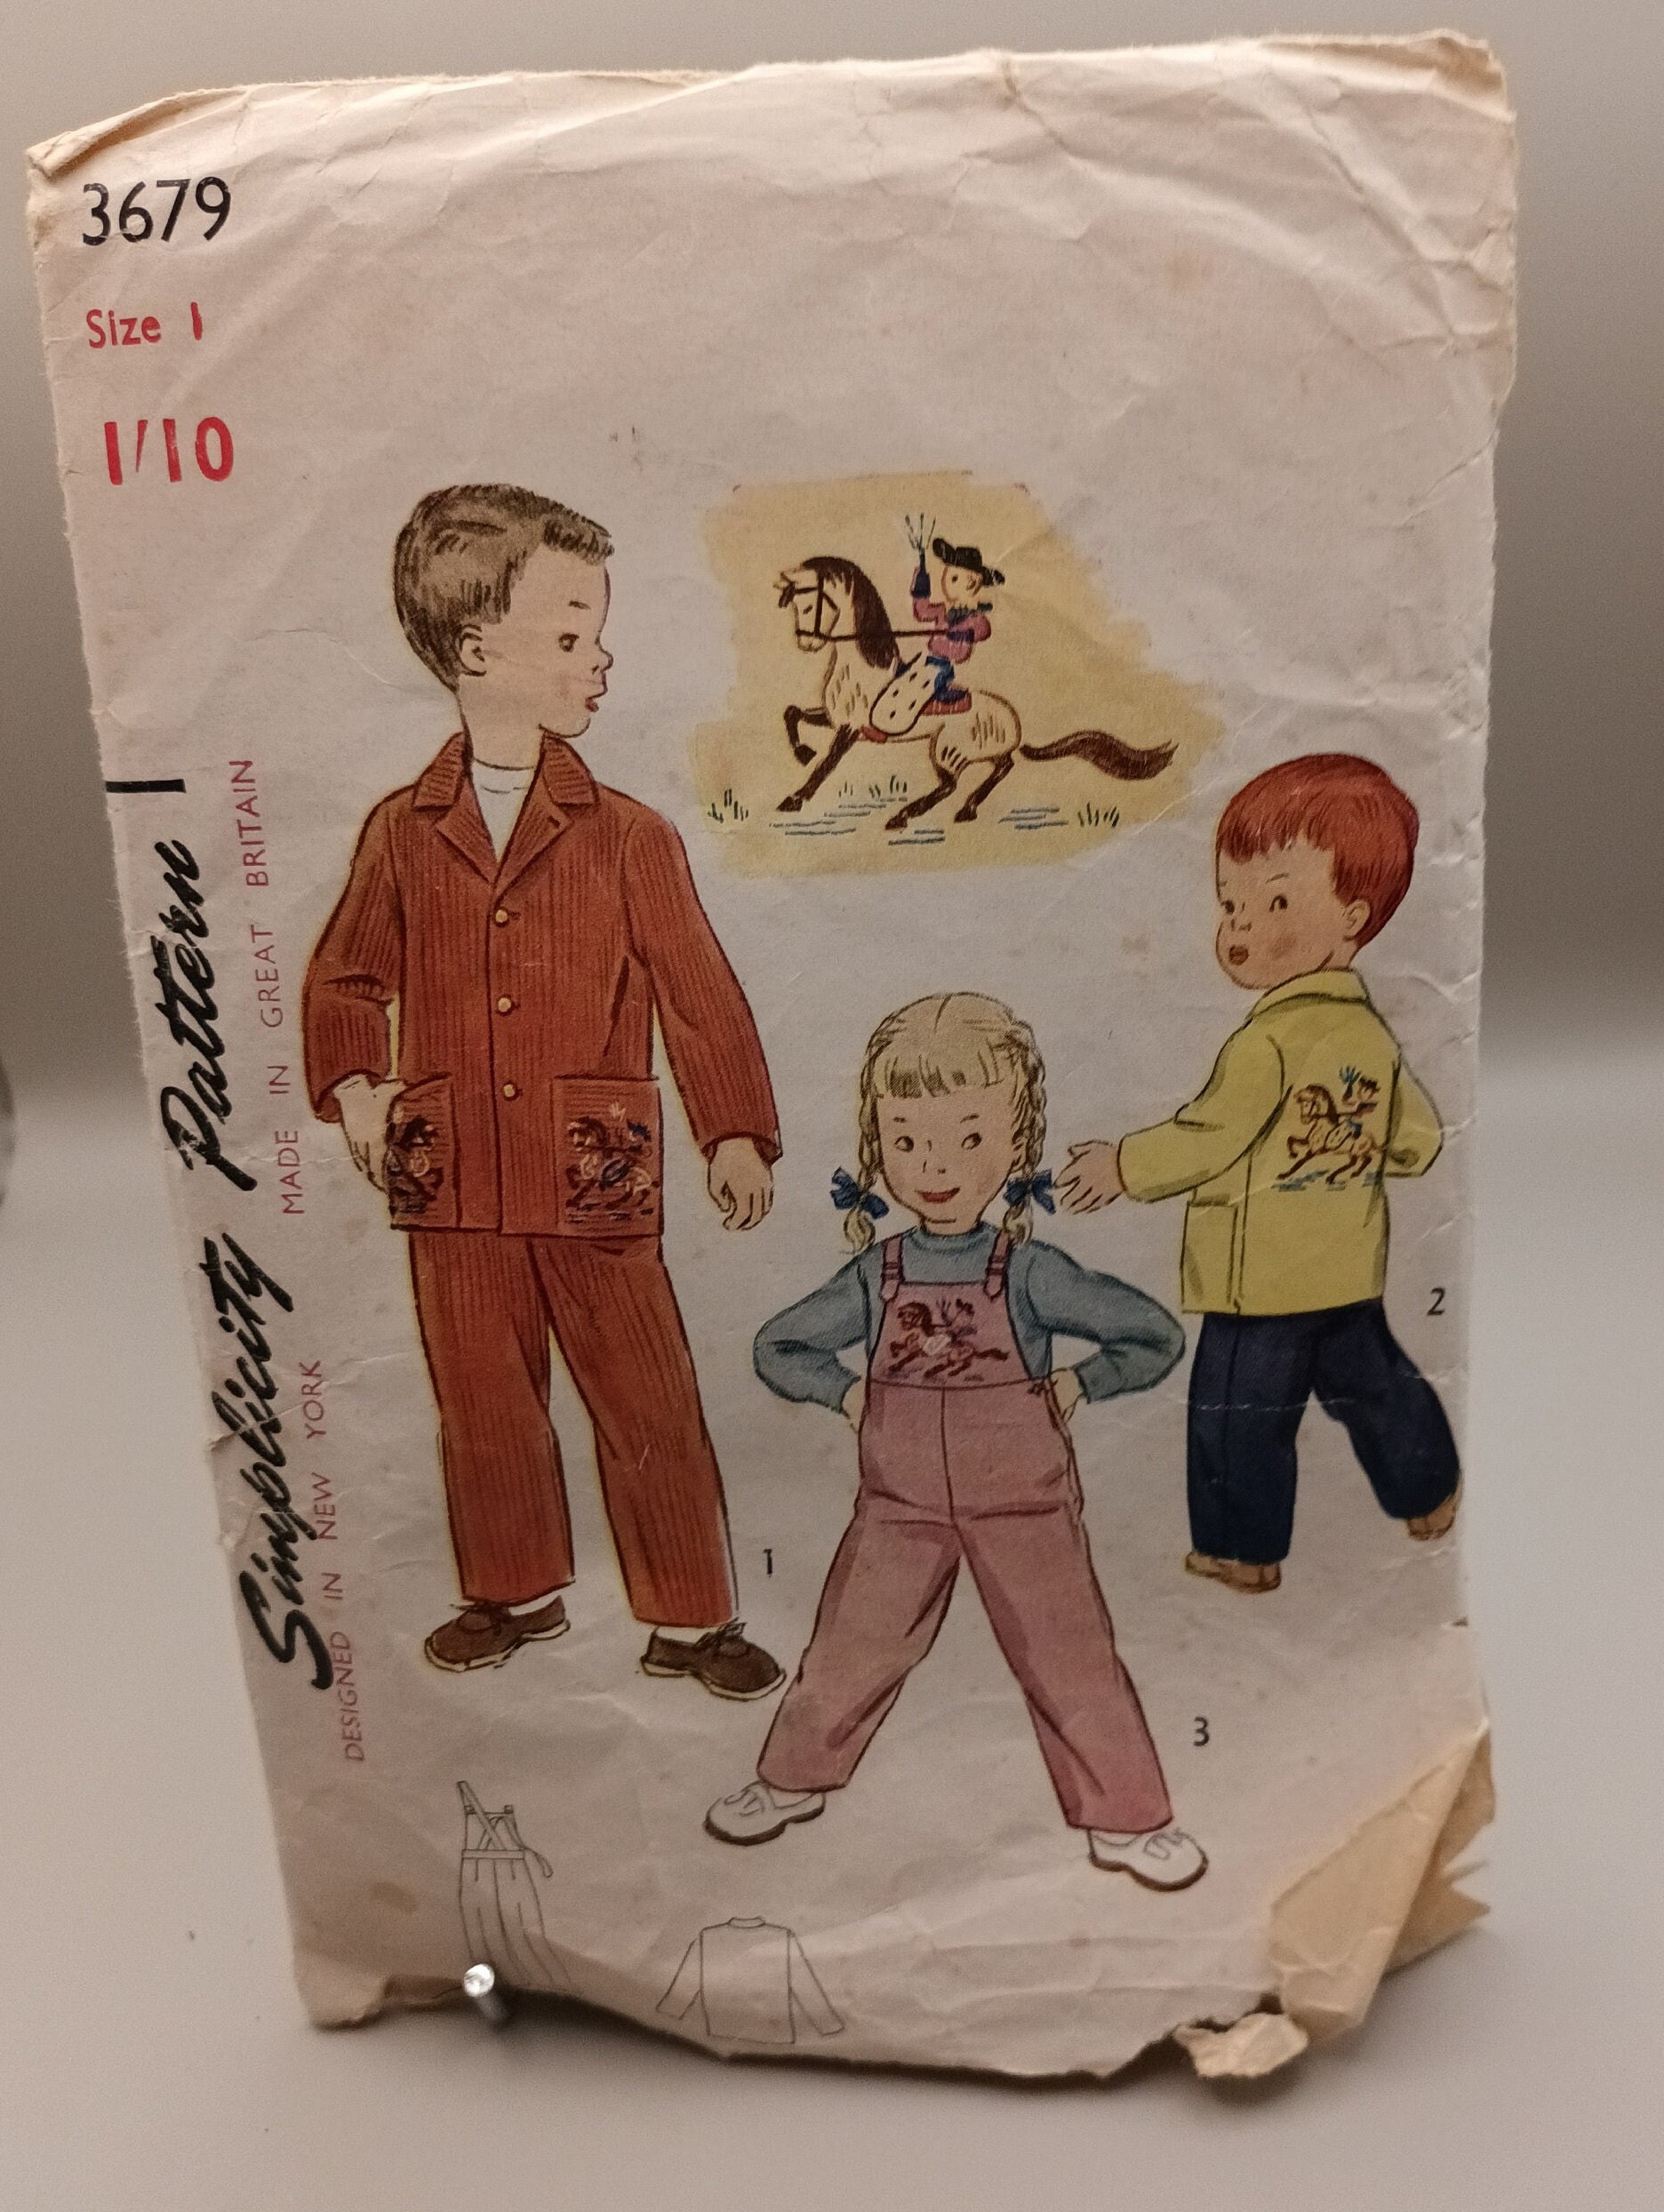 3679
Size 1
1/10
Simplicity Pattern
MADE IN GREAT BRITAIN
DESIGNED IN NEW YORK
1
2
3